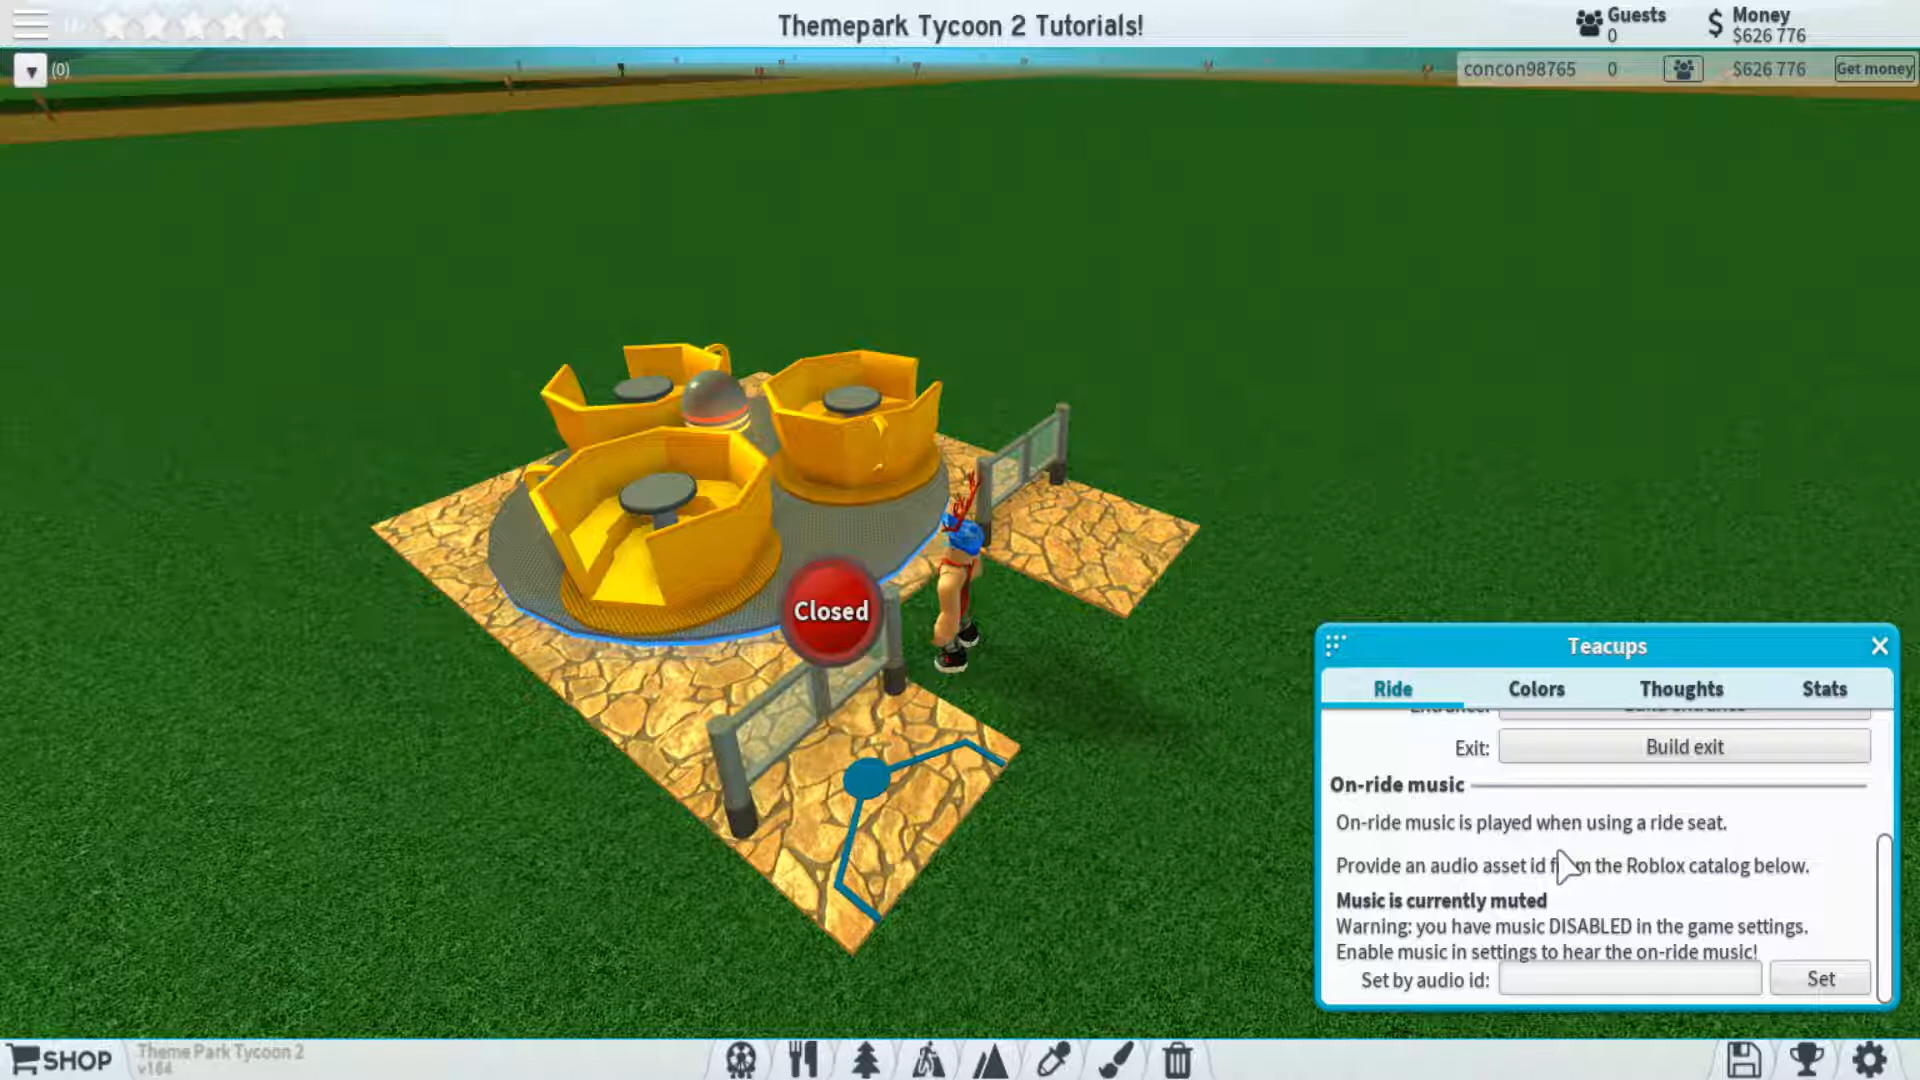 Themepark Tycoon 2 Tutorials!
Guests
0
Money
$626 776
(0)
concon98765 0 $626 776 Get money
Closed
Teacups
Ride Colors Thoughts Stats
Exit: Build exit
On-ride music
On-ride music is played when using a ride seat.
Provide an audio asset id from the Roblox catalog below.
Music is currently muted
Warning: you have music DISABLED in the game settings.
Enable music in settings to hear the on-ride music!
Set by audio id: Set
SHOP
Theme Park Tycoon 2
v164